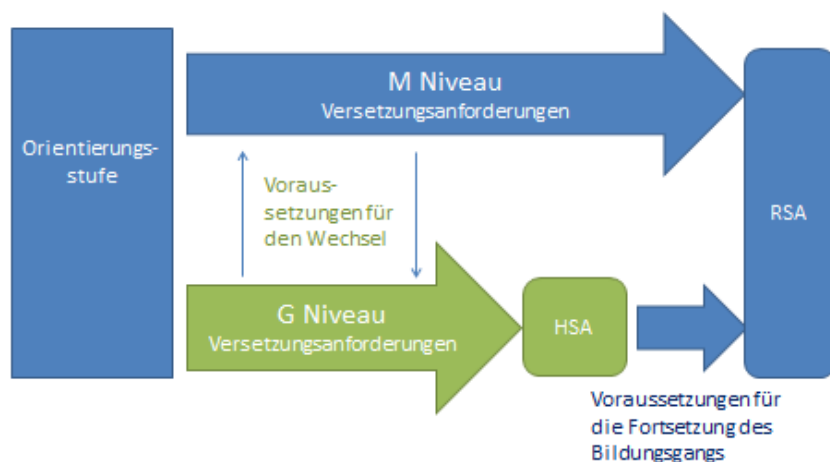 Orientierungs-
stufe
M Niveau
Versetzungsanforderungen
Voraus-
setzungen für
den Wechsel
G Niveau
Versetzungsanforderungen
HSA
RSA
Voraussetzungen für
die Fortsetzung des
Bildungsgangs